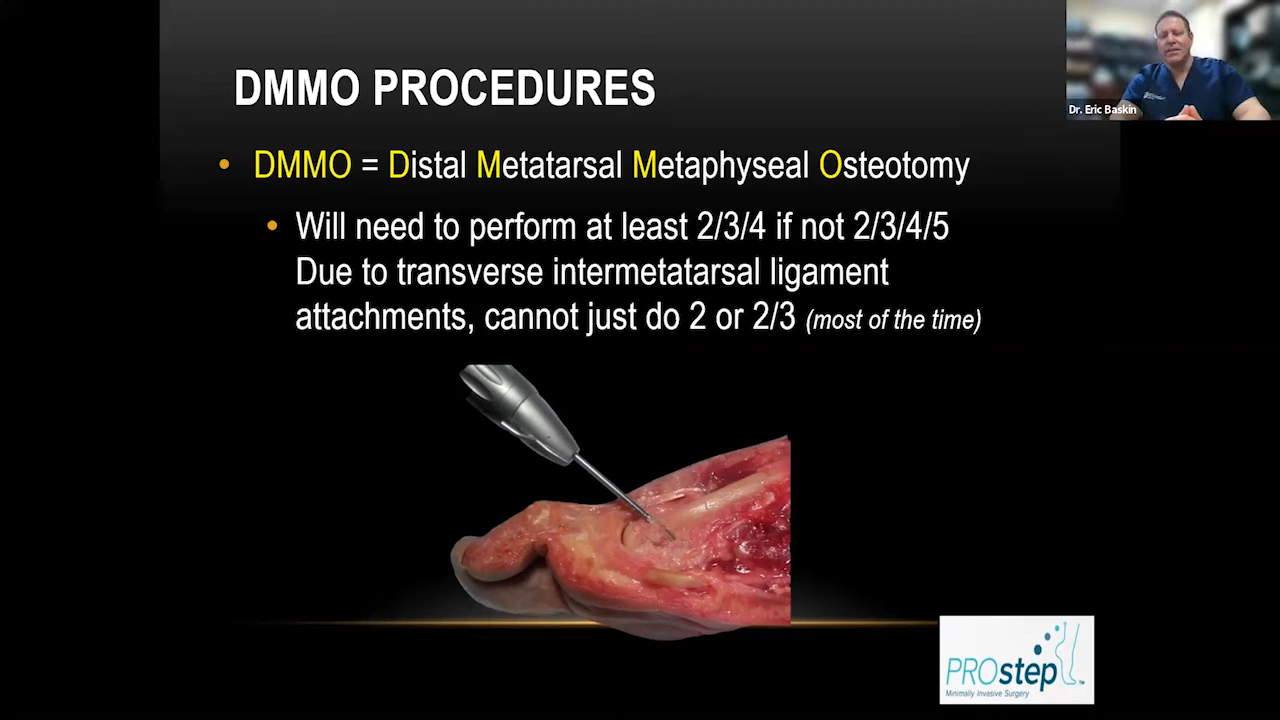 DMMO PROCEDURES
Dr. Eric Baskin
• DMMO = Distal Metatarsal Metaphyseal Osteotomy
• Will need to perform at least 2/3/4 if not 2/3/4/5
Due to transverse intermetatarsal ligament
attachments, cannot just do 2 or 2/3 (most of the time)
PROstep™
Minimally Invasive Surgery